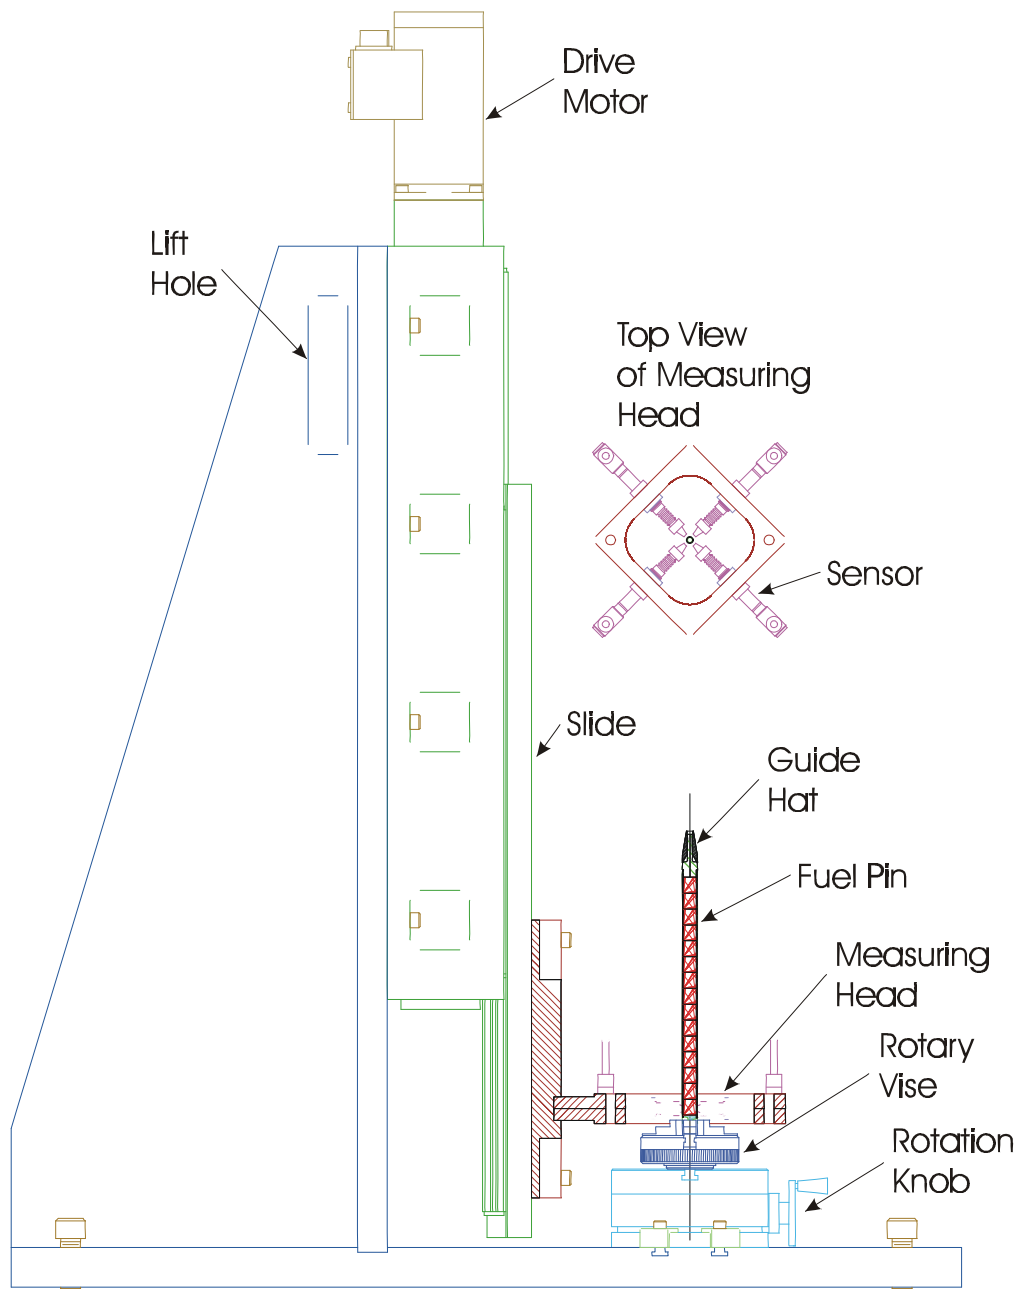 Drive
Motor
Lift
Hole
Top View
of Measuring
Head
Sensor
Slide
Guide
Hat
Fuel Pin
Measuring
Head
Rotary
Vise
Rotation
Knob